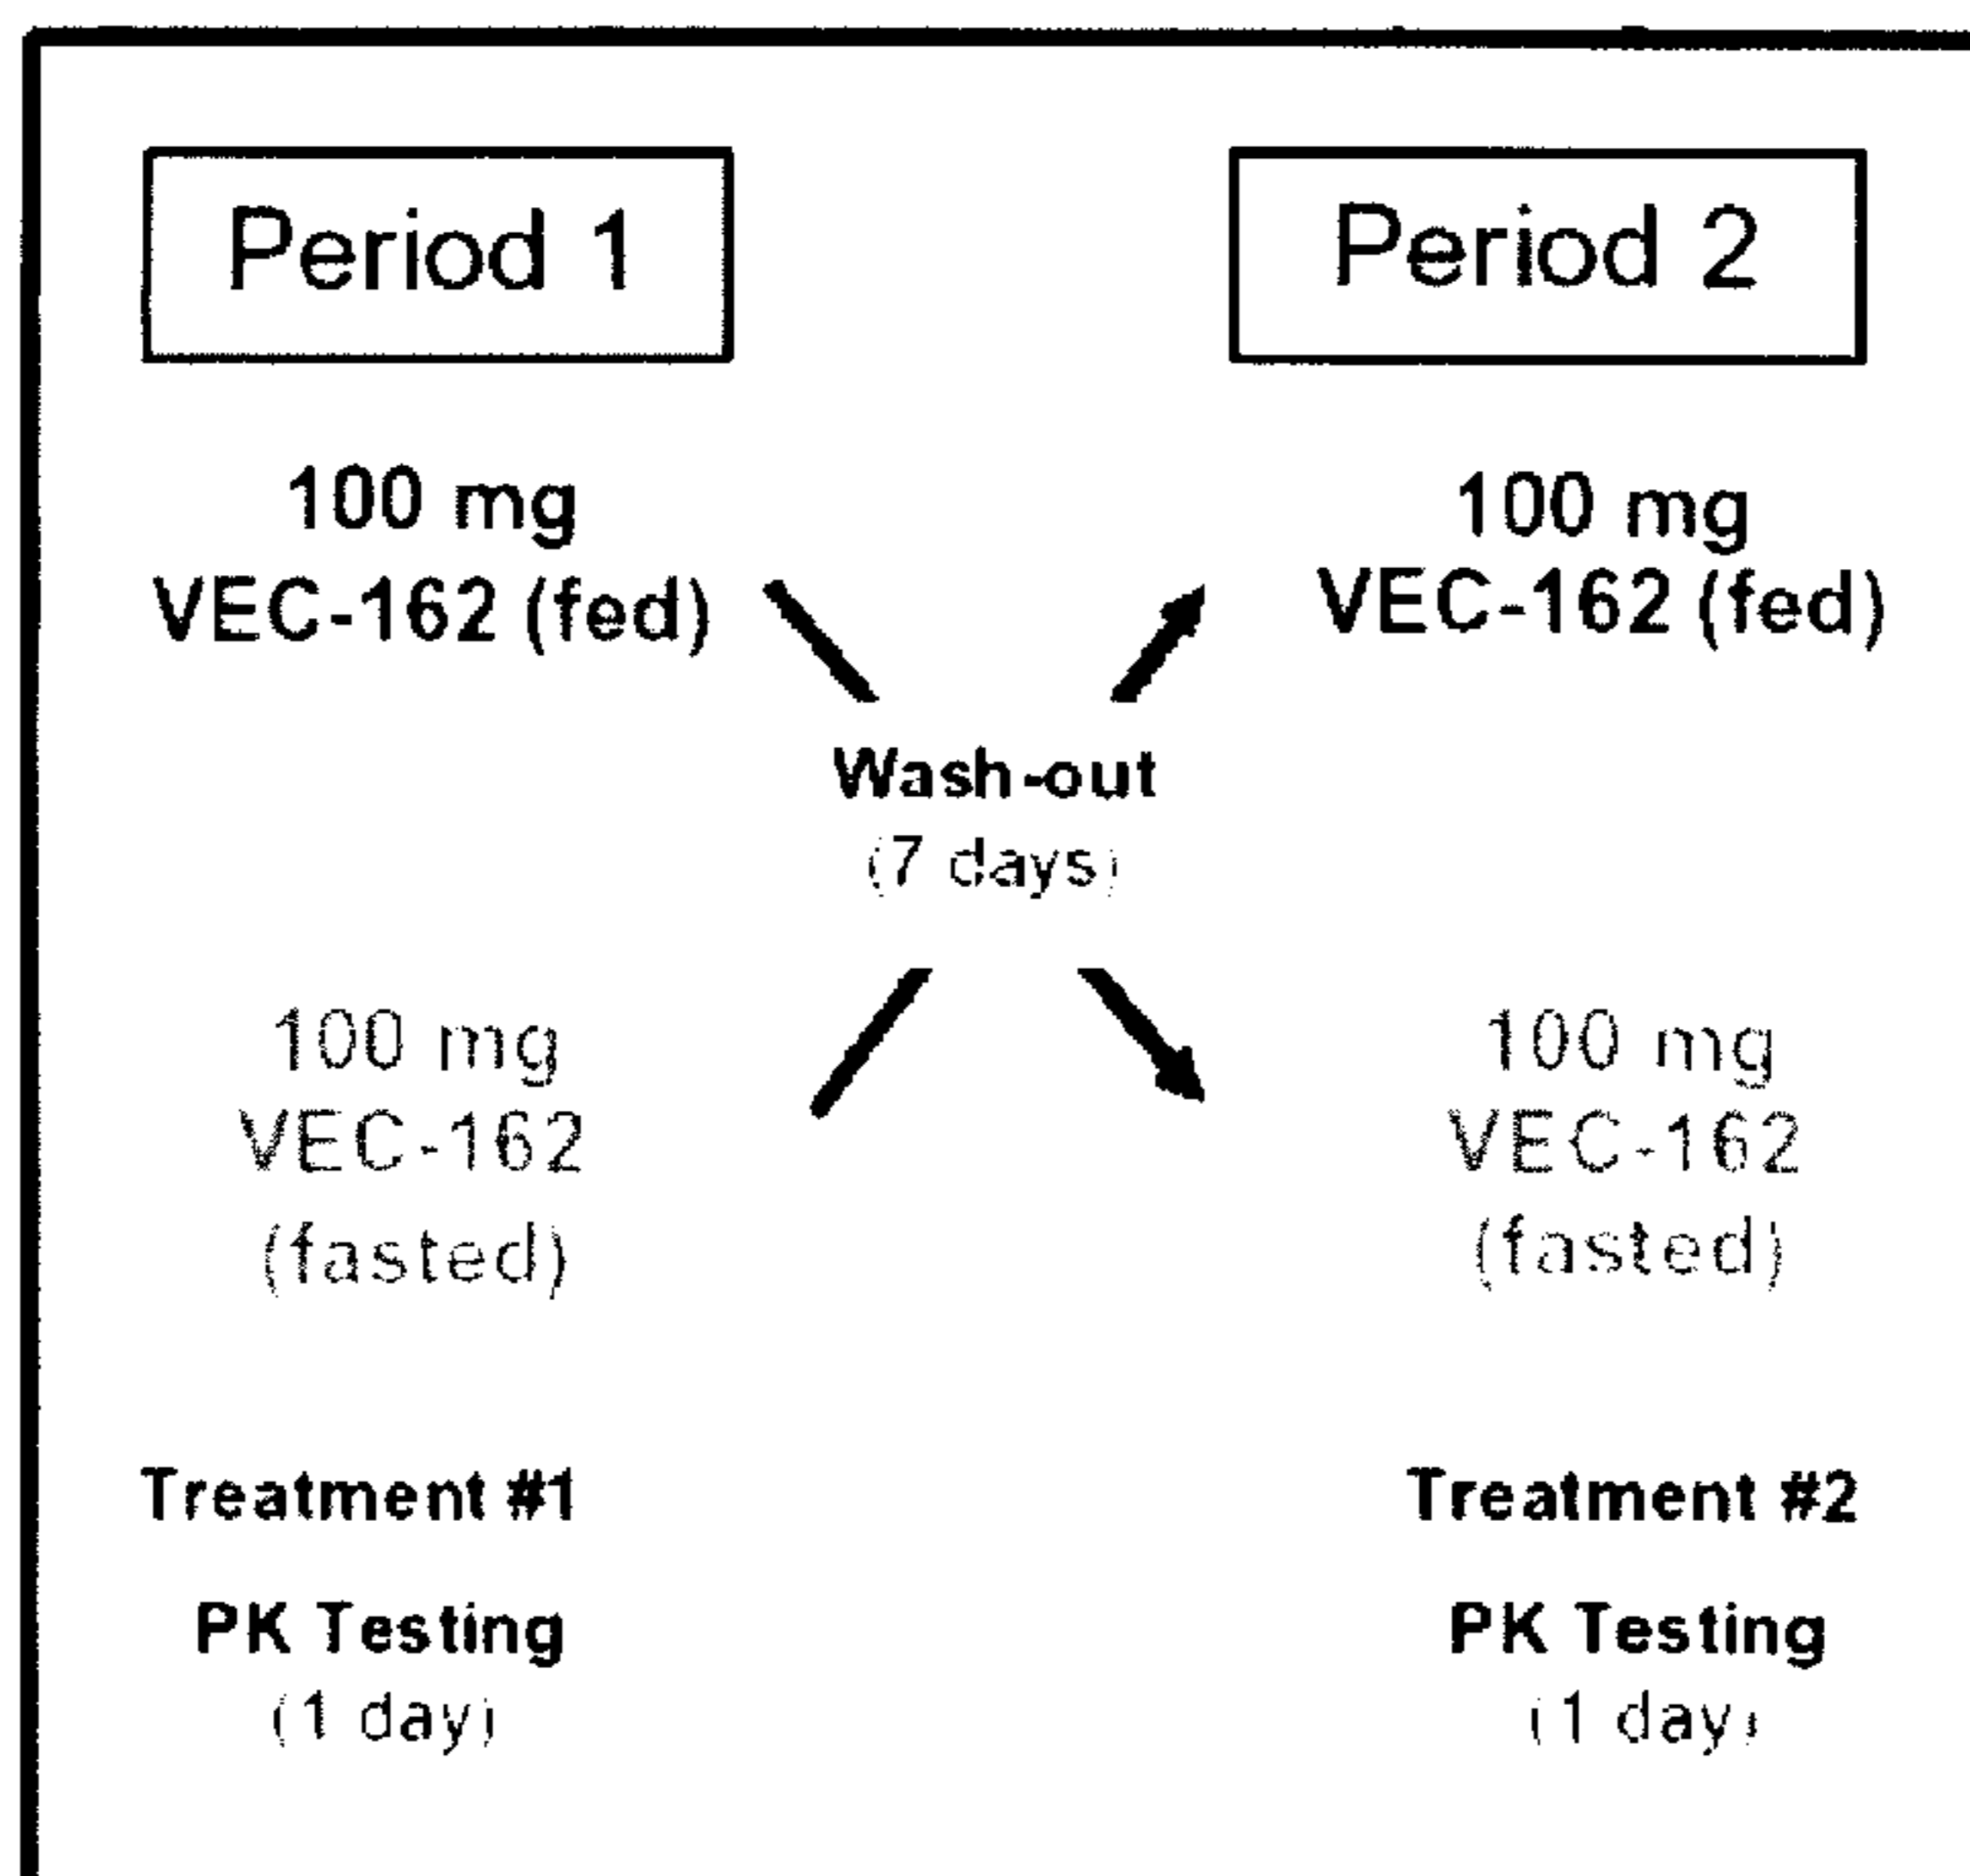 Period 1
Period 2
100 mg
VEC-162 (fed)
100 mg
VEC-162 (fed)
Wash-out
(7 days)
100 mg
VEC-162
(fasted)
100 mg
VEC-162
(fasted)
Treatment #1
Treatment #2
PK Testing
(1 day)
PK Testing
(1 day)